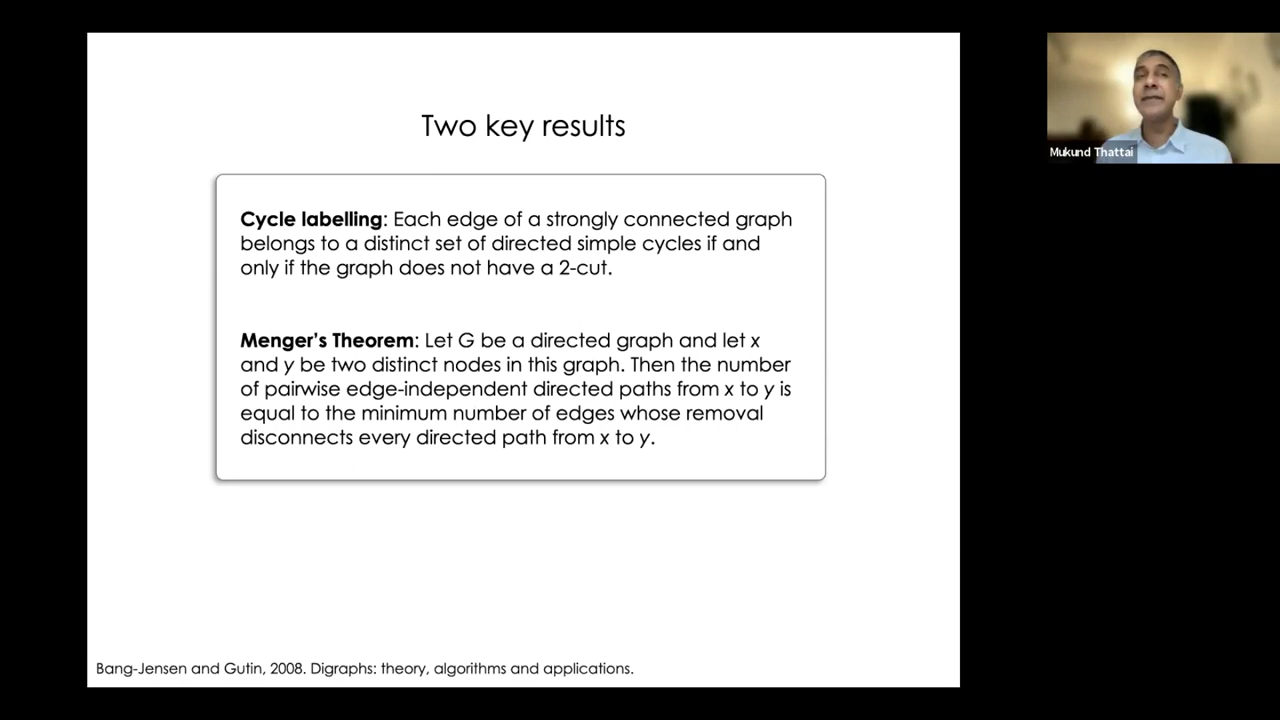 Two key results
Cycle labelling: Each edge of a strongly connected graph
belongs to a distinct set of directed simple cycles if and
only if the graph does not have a 2-cut.
Menger's Theorem: Let G be a directed graph and let x
and y be two distinct nodes in this graph. Then the number
of pairwise edge-independent directed paths from x to y is
equal to the minimum number of edges whose removal
disconnects every directed path from x to y.
Bang-Jensen and Gutin, 2008. Digraphs: theory, algorithms and applications.
Mukund Thattai